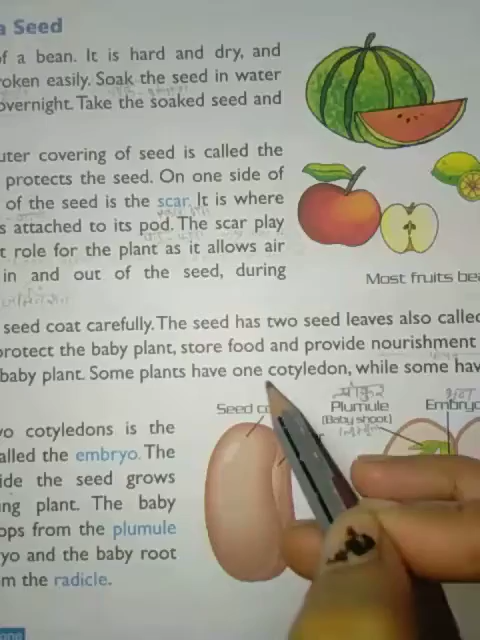 a Seed
of a bean. It is hard and dry, and
roken easily. Soak the seed in water
overnight. Take the soaked seed and
uter covering of seed is called the
protects the seed. On one side of
of the seed is the scar. It is where
s attached to its pod. The scar play
t role for the plant as it allows air
in and out of the seed, during
Most fruits bea
seed coat carefully. The seed has two seed leaves also called
protect the baby plant, store food and provide nourishment
baby plant. Some plants have one cotyledon, while some hav
Seed co
Plumule
(Baby shoot)
Embryo
vo cotyledons is the
alled the embryo. The
ide the seed grows
ng plant. The baby
ops from the plumule
yo and the baby root
m the radicle.
one